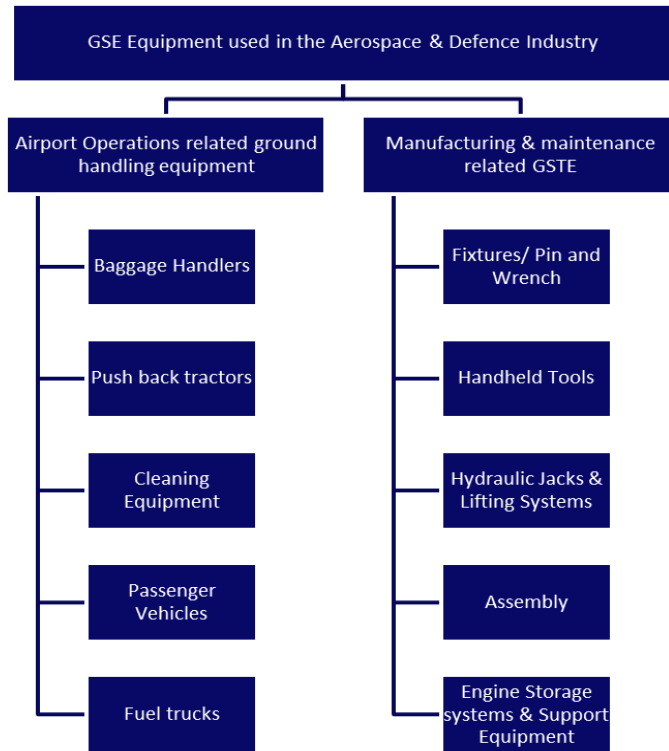 GSE Equipment used in the Aerospace & Defence Industry
Airport Operations related ground
handling equipment
Baggage Handlers
Push back tractors
Cleaning
Equipment
Passenger
Vehicles
Fuel trucks
Manufacturing & maintenance
related GSTE
Fixtures/ Pin and
Wrench
Handheld Tools
Hydraulic Jacks &
Lifting Systems
Assembly
Engine Storage
systems & Support
Equipment